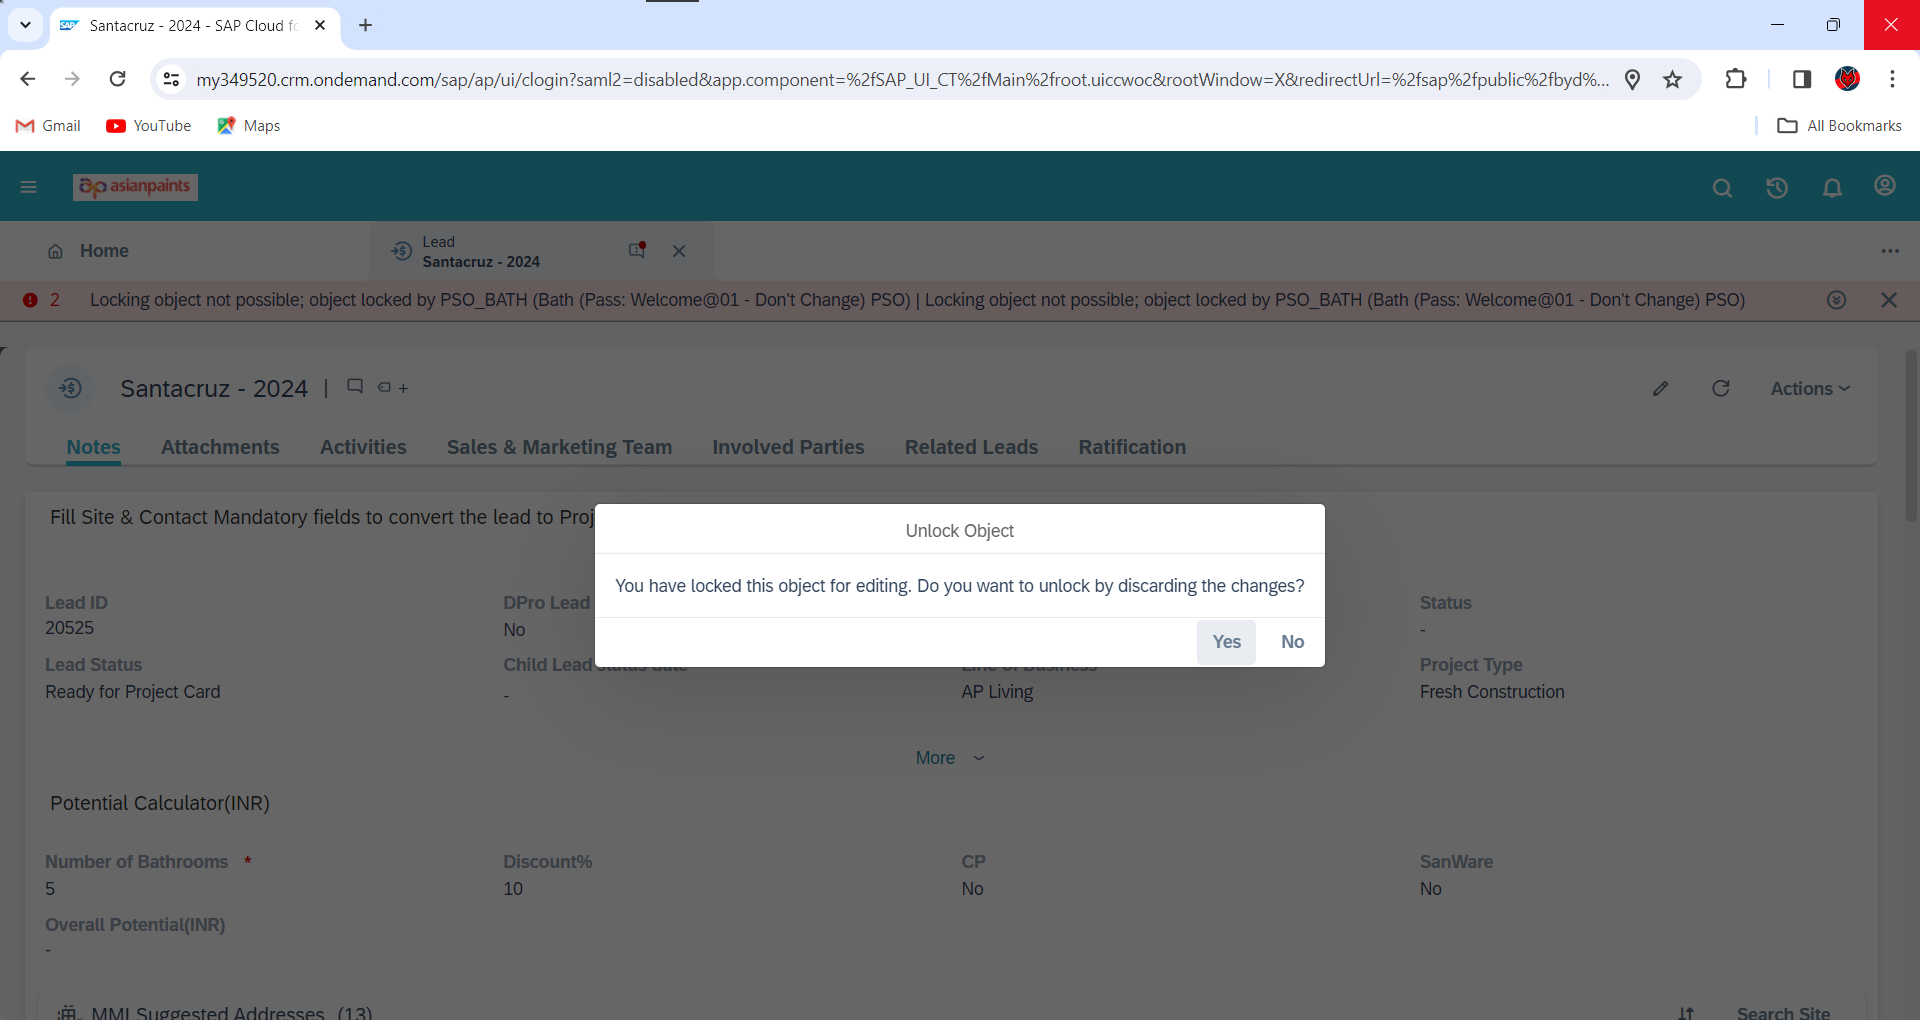 Santacruz - 2024 - SAP Cloud fo
my349520.crm.ondemand.com/sap/ap/ui/clogin?saml2=disabled&app.component=%2fSAP_UI_CT%2fMain%2froot.uiccwoc&rootWindow=X&redirectUrl=%2fsap%2fpublic%2fbyd%...
Gmail YouTube Maps All Bookmarks
asianpaints
Home
Lead
Santacruz - 2024
2 Locking object not possible; object locked by PSO_BATH (Bath (Pass: Welcome@01 - Don't Change) PSO) | Locking object not possible; object locked by PSO_BATH (Bath (Pass: Welcome@01 - Don't Change) PSO)
Santacruz - 2024 |
Actions
Notes Attachments Activities Sales & Marketing Team Involved Parties Related Leads Ratification
Fill Site & Contact Mandatory fields to convert the lead to Proj
Unlock Object
You have locked this object for editing. Do you want to unlock by discarding the changes?
Yes No
Lead ID DPro Lead Status
20525 No -
Lead Status Child Lead status date Line of Business Project Type
Ready for Project Card - AP Living Fresh Construction
More
Potential Calculator(INR)
Number of Bathrooms * Discount% CP SanWare
5 10 No No
Overall Potential(INR)
-
MMI Suggested Addresses (13) Search Site